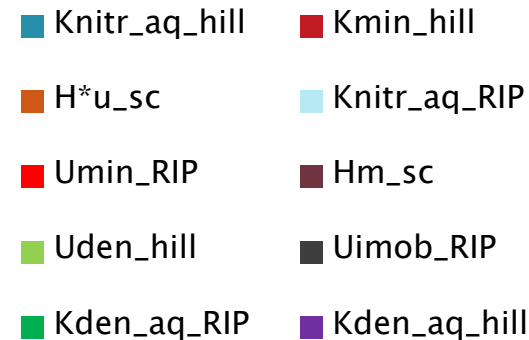 Knitr_aq_hill Kmin_hill
H*u_sc Knitr_aq_RIP
Umin_RIP Hm_sc
Uden_hill Uimob_RIP
Kden_aq_RIP Kden_aq_hill